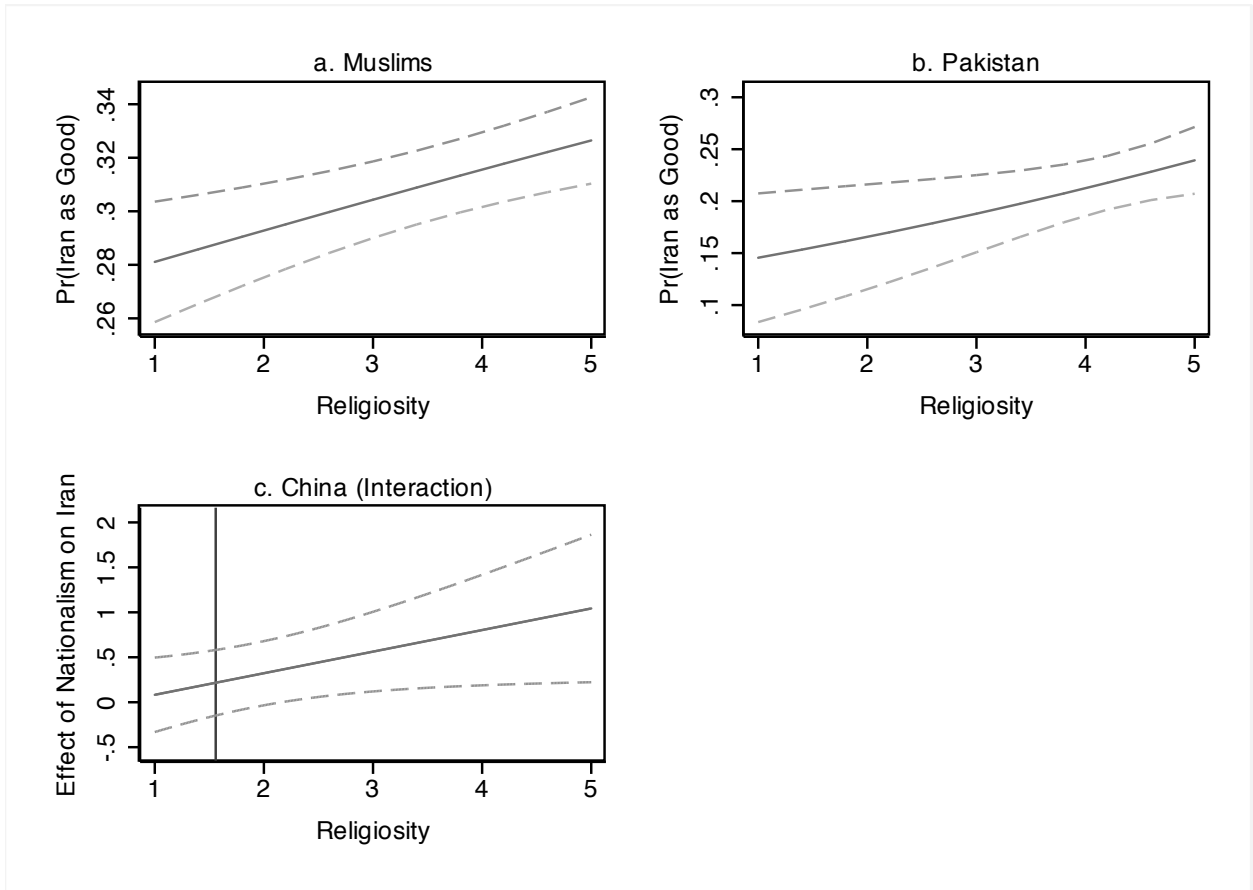 a. Muslims
Pr(Iran as Good)
.34
.32
.3
.28
.26
1 2 3 4 5
Religiosity
b. Pakistan
Pr(Iran as Good)
.3
.25
.2
.15
.1
1 2 3 4 5
Religiosity
c. China (Interaction)
Effect of Nationalism on Iran
2
1.5
1
.5
0
-.5
1 2 3 4 5
Religiosity